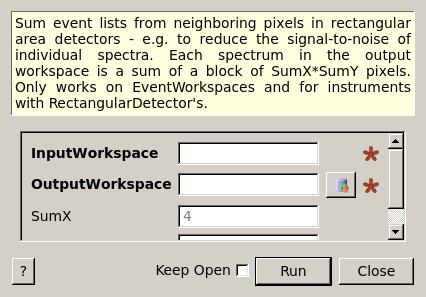 Sum event lists from neighboring pixels in rectangular
area detectors - e.g. to reduce the signal-to-noise of
individual spectra. Each spectrum in the output
workspace is a sum of a block of SumX*SumY pixels.
Only works on EventWorkspaces and for instruments
with RectangularDetector's.
InputWorkspace *
OutputWorkspace *
SumX 4
? Keep Open Run Close